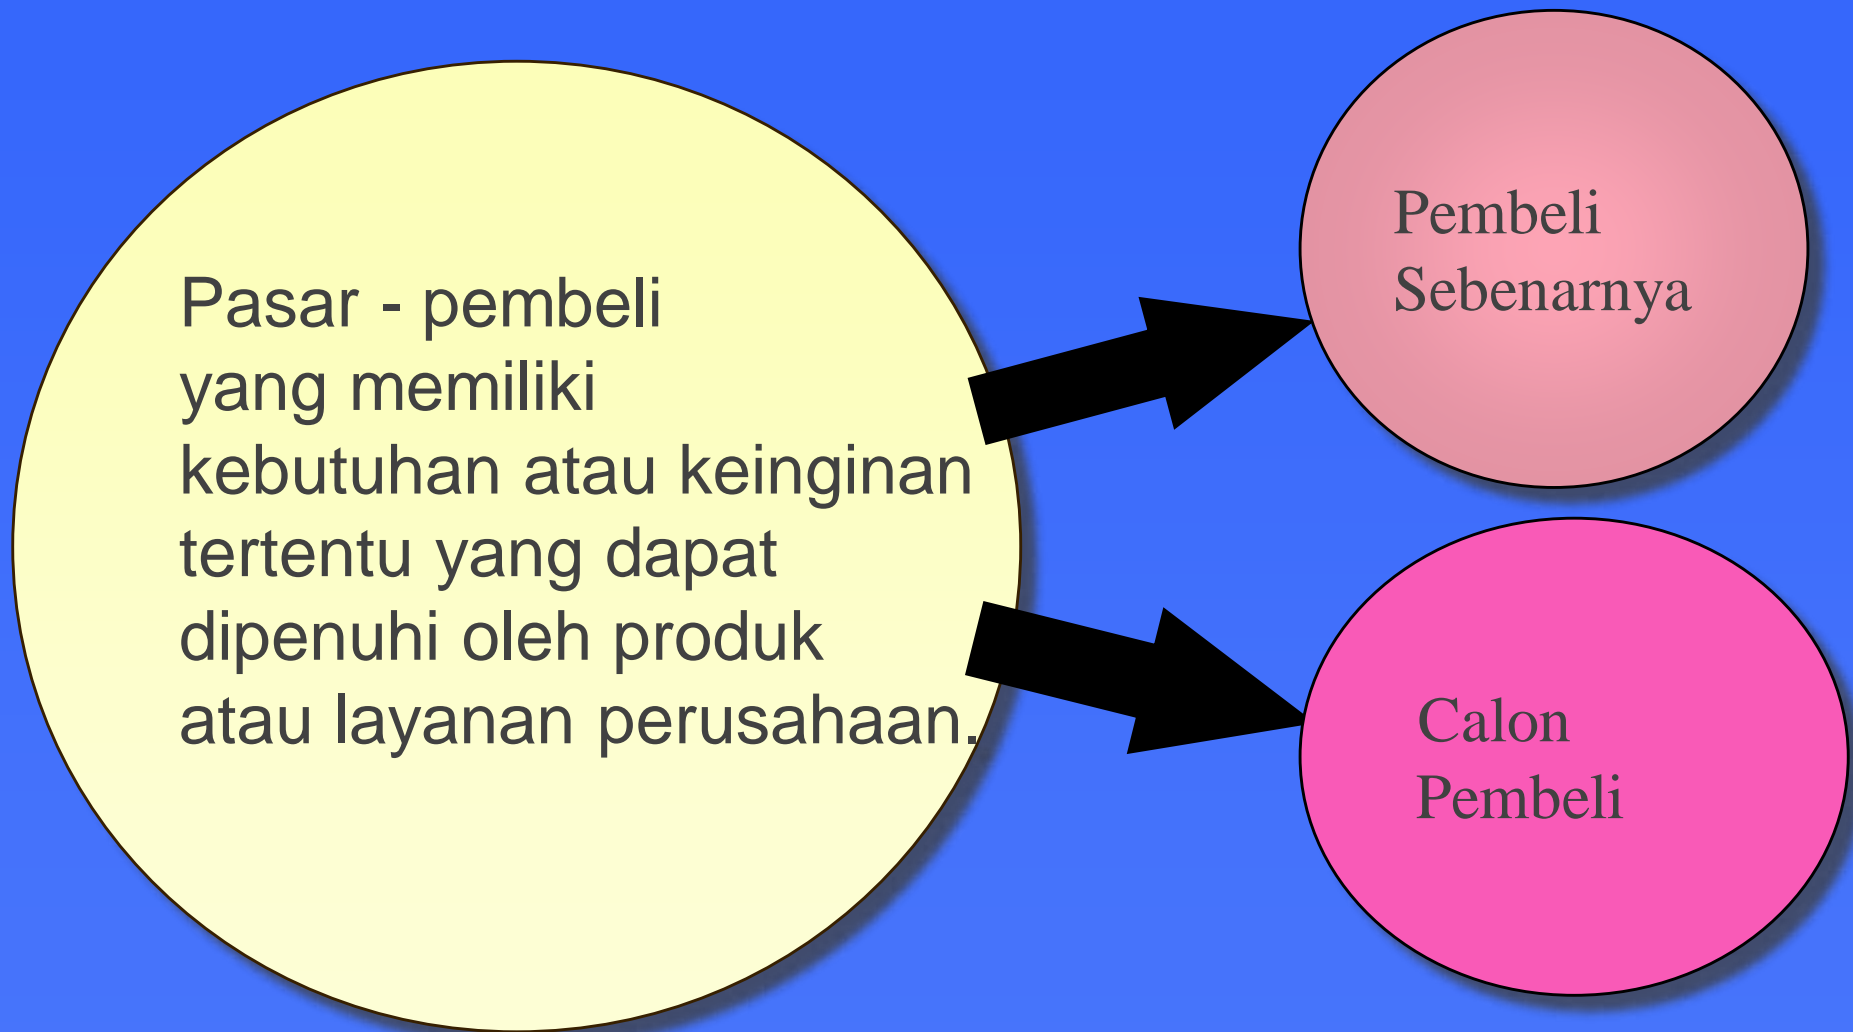 Pasar - pembeli
yang memiliki
kebutuhan atau keinginan
tertentu yang dapat
dipenuhi oleh produk
atau layanan perusahaan.
Pembeli
Sebenarnya
Calon
Pembeli